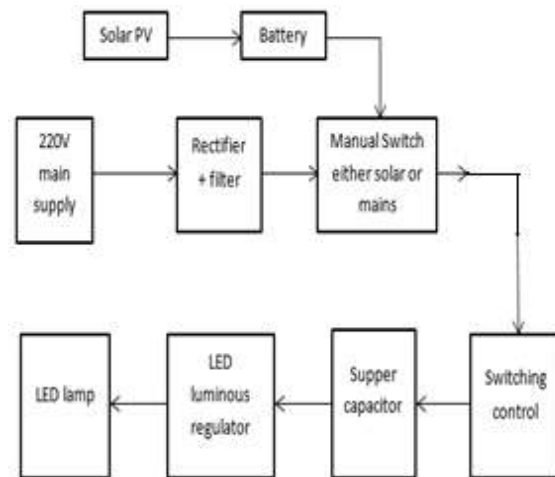 Solar PV
Battery
220V
main
supply
Rectifier
+ filter
Manual Switch
either solar or
mains
LED lamp
LED
luminous
regulator
Supper
capacitor
Switching
control